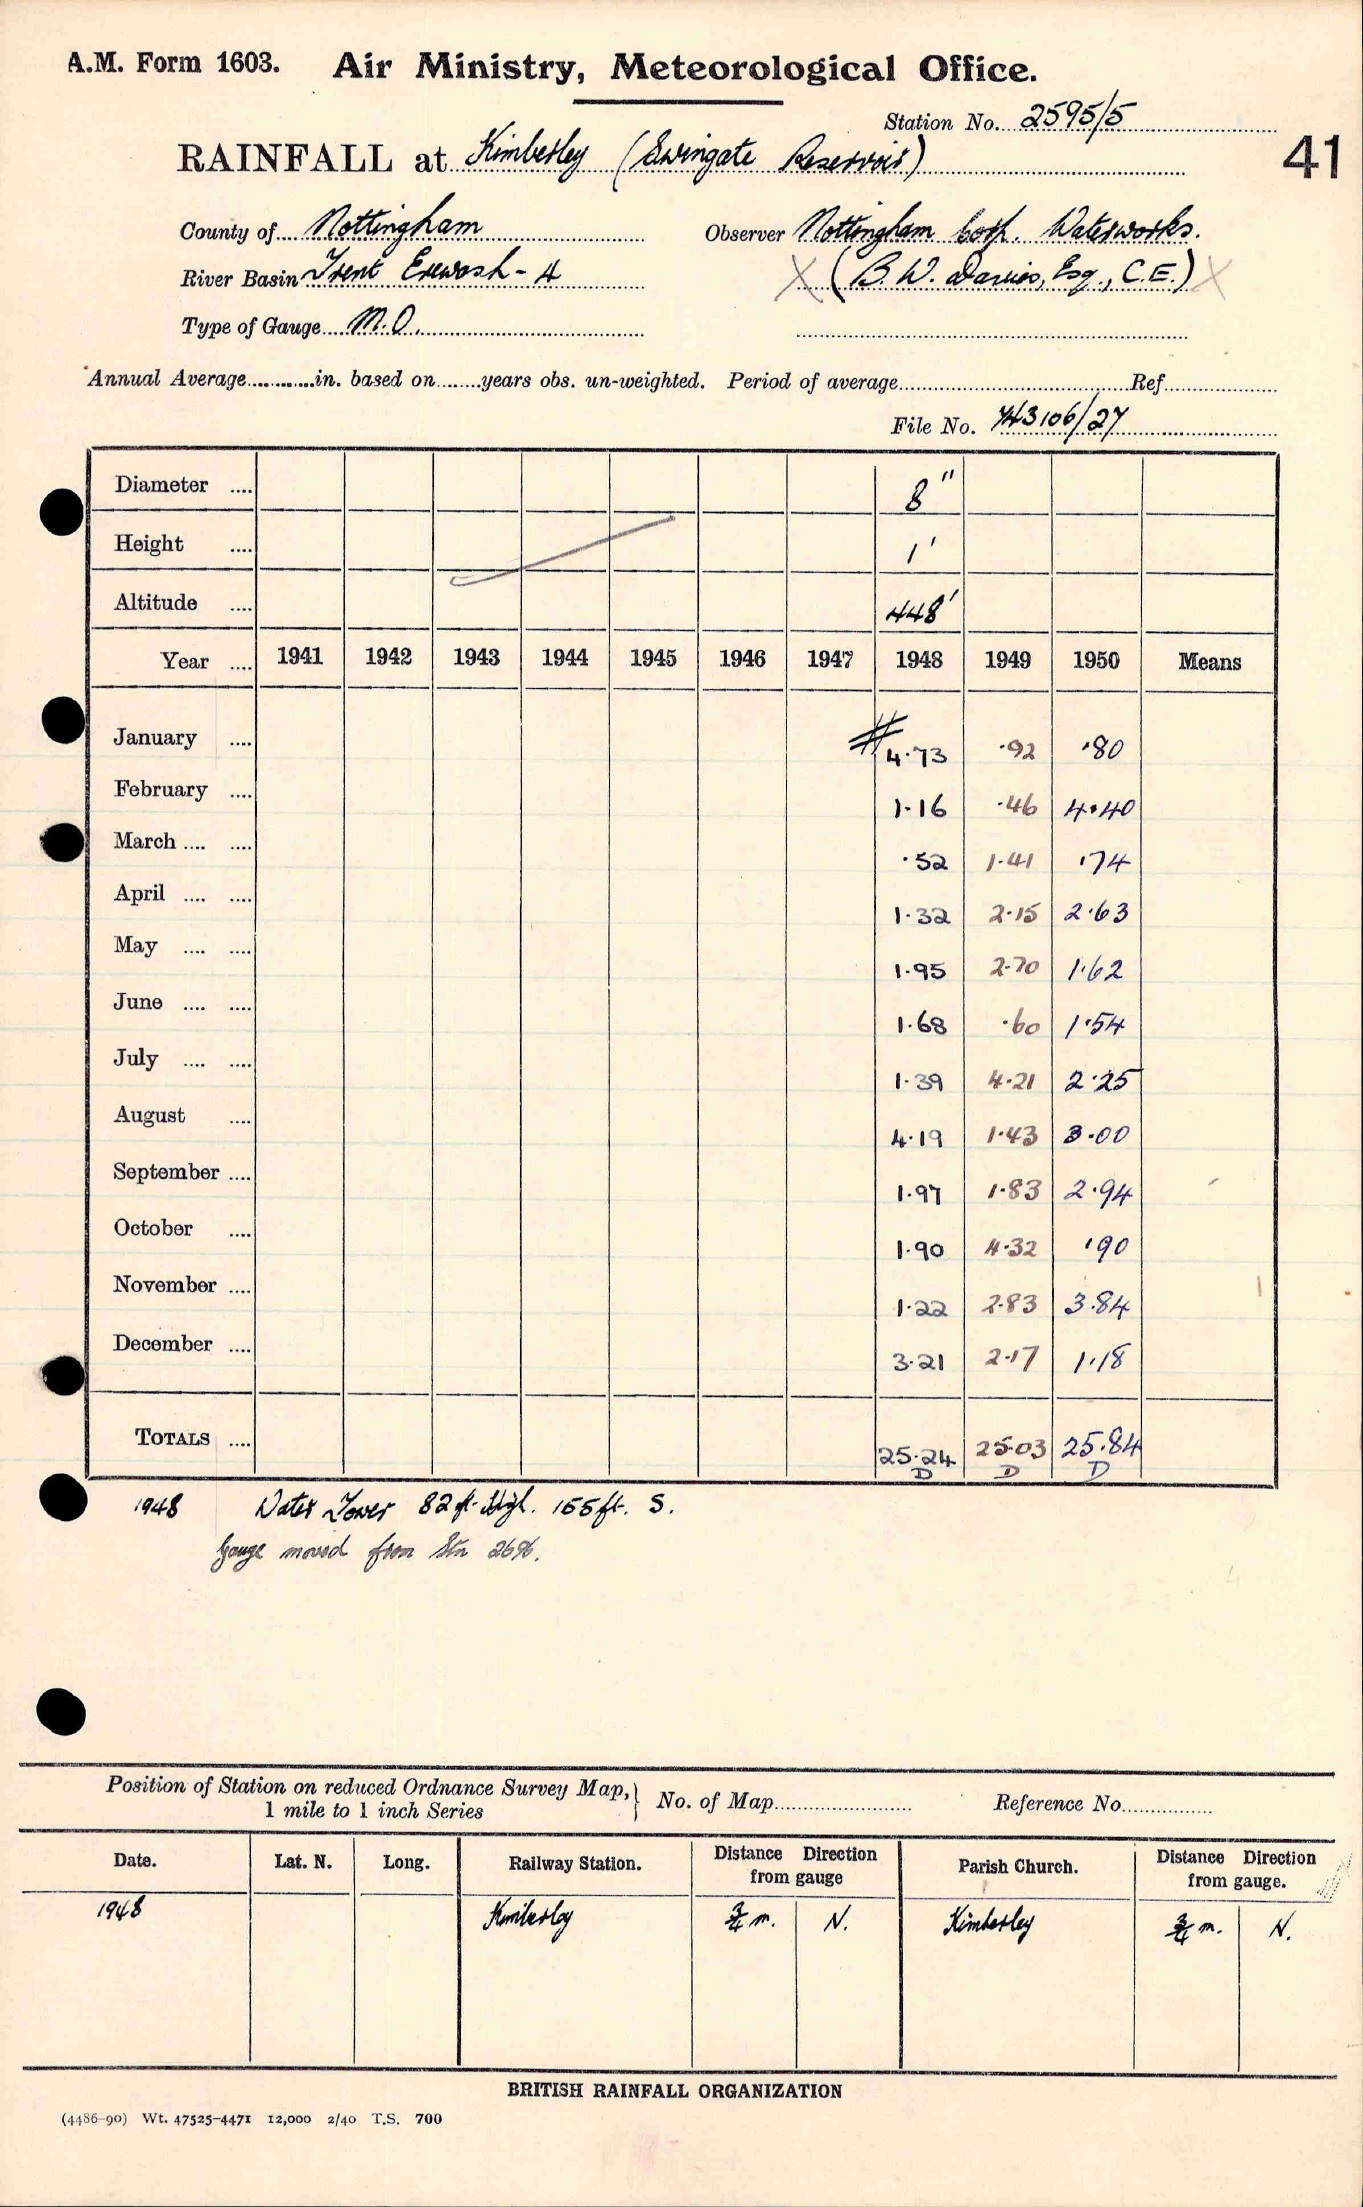 A.M. Form 1603. Air Ministry, Meteorological Office.
Station No. 2595/5
41
RAINFALL at Kimberley (Swingate Reservoir)
County of Nottingham Observer Nottingham Corp. Waterworks.
River Basin Trent Erewash - 4 X (B. W. Davies, Esq., C.E.) X
Type of Gauge M.O.
Annual Average............in. based on........years obs. un-weighted. Period of average........Ref........
File No. 743106/27
Diameter .... 8"
Height .... 1'
Altitude .... 448'
Year .... 1941 1942 1943 1944 1945 1946 1947 1948 1949 1950 Means
January .... 4.73 .92 .80
February .... 1.16 .46 4.40
March .... .... .52 1.41 .74
April .... .... 1.32 2.15 2.63
May .... .... 1.95 2.70 1.62
June .... .... 1.68 .60 1.54
July .... .... 1.39 4.21 2.25
August .... 4.19 1.43 3.00
September .... 1.97 1.83 2.94
October .... 1.90 4.32 .90
November .... 1.22 2.83 3.84
December .... 3.21 2.17 1.18
TOTALS .... 25.24 25.03 25.84
D D D
1948 Water Tower 82 ft. high. 155 ft. S.
Gauge moved from Stn
Position of Station on reduced Ordnance Survey Map, } No. of Map........ Reference No........
1 mile to 1 inch Series
Date. Lat. N. Long. Railway Station. Distance Direction from gauge Parish Church. Distance Direction from gauge.
1948 Kimberley ¾ m. N. Kimberley ¾ m. N.
BRITISH RAINFALL ORGANIZATION
(4486-90) Wt. 47525-4471 12,000 2/40 T.S. 700